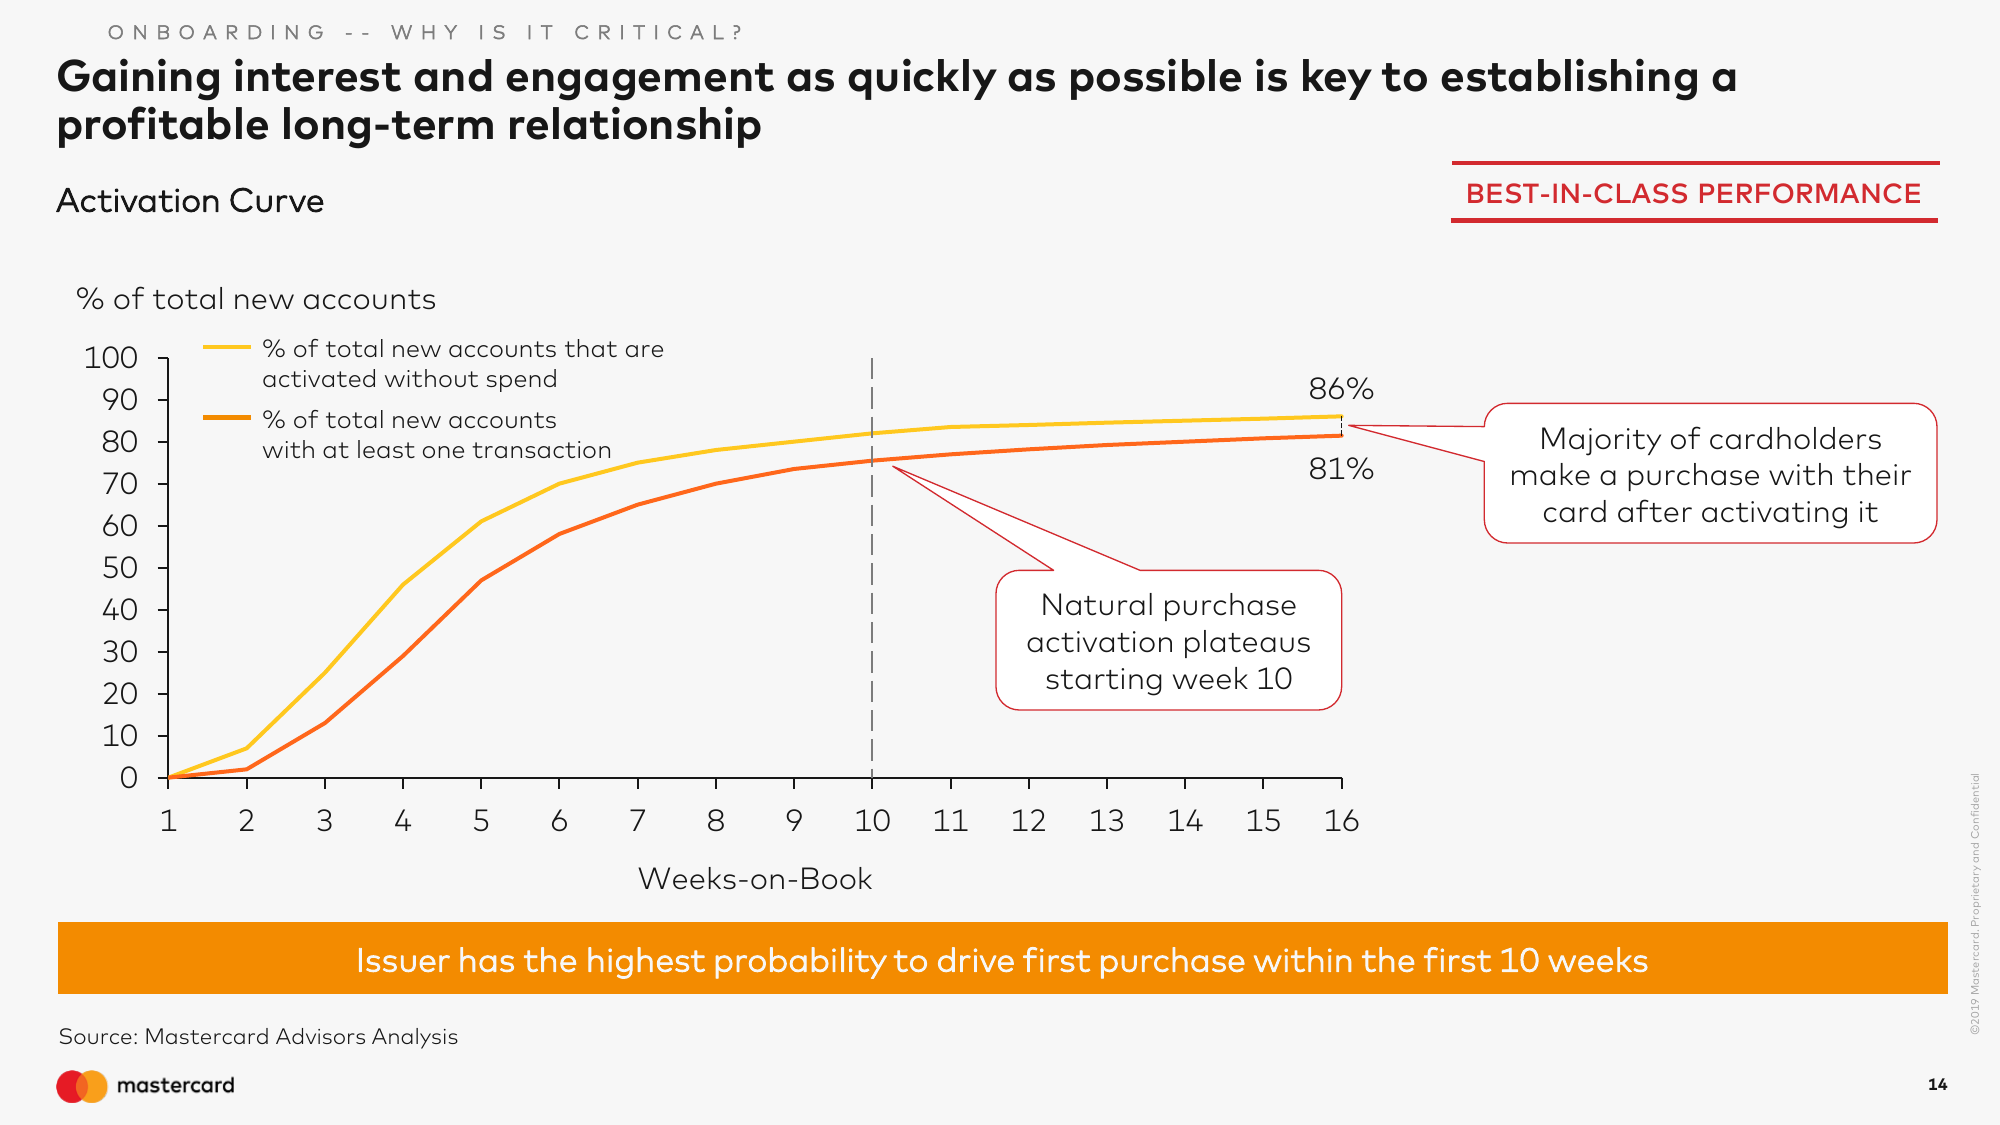 ONBOARDING -- WHY IS IT CRITICAL?
Gaining interest and engagement as quickly as possible is key to establishing a
profitable long-term relationship
Activation Curve
BEST-IN-CLASS PERFORMANCE
% of total new accounts
% of total new accounts that are
activated without spend
% of total new accounts
with at least one transaction
100
90
80
70
60
50
40
30
20
10
0
1 2 3 4 5 6 7 8 9 10 11 12 13 14 15 16
Weeks-on-Book
86%
81%
Majority of cardholders
make a purchase with their
card after activating it
Natural purchase
activation plateaus
starting week 10
Issuer has the highest probability to drive first purchase within the first 10 weeks
Source: Mastercard Advisors Analysis
mastercard
14
©2019 Mastercard. Proprietary and Confidential